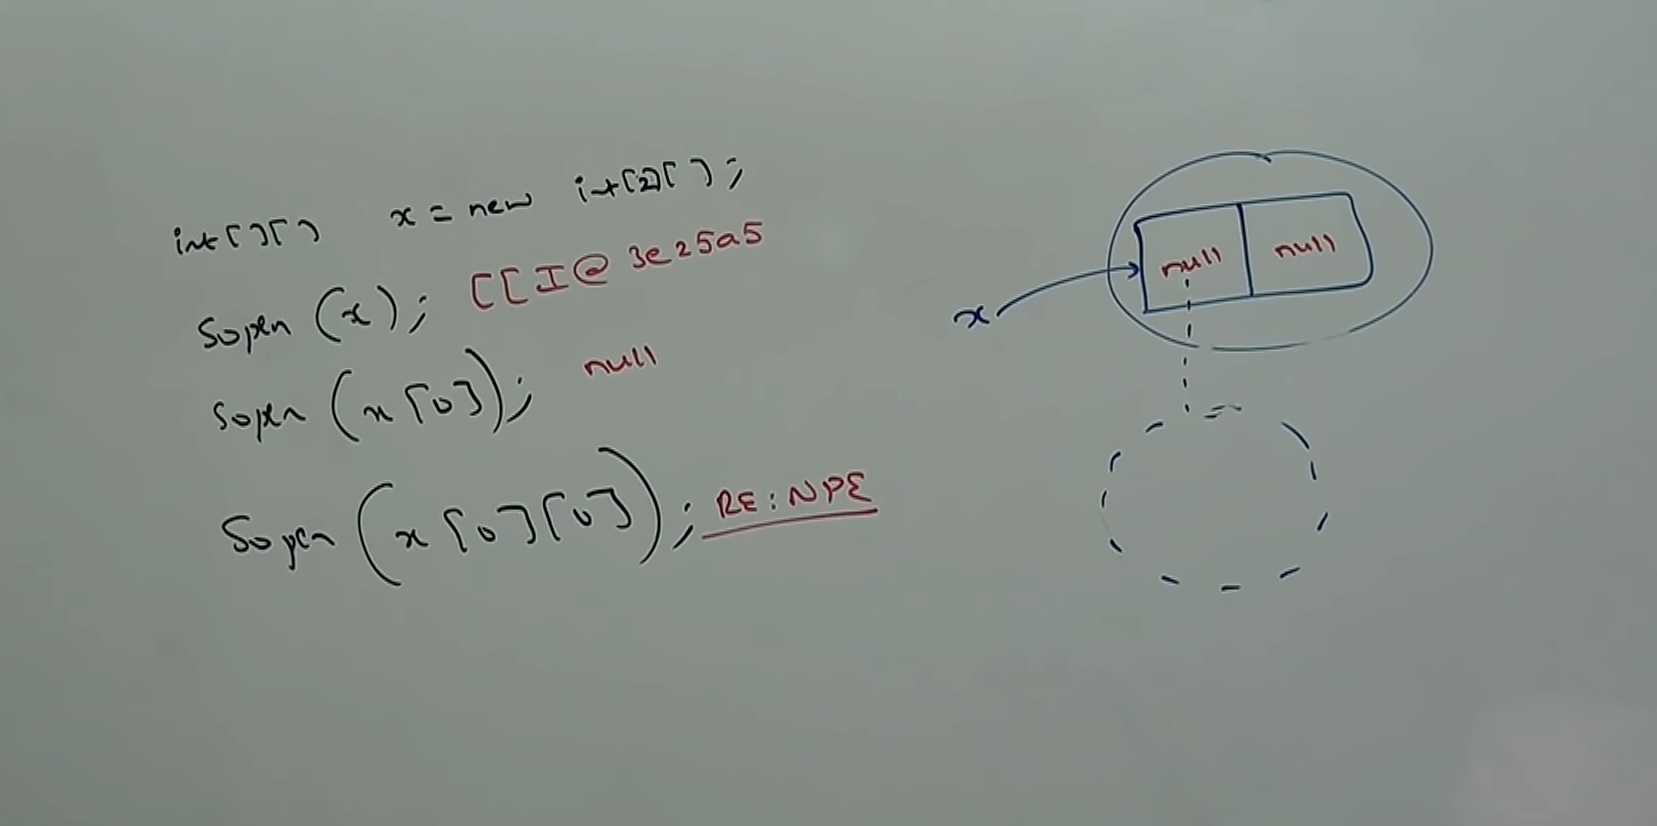 int[][] x = new int[2][];
Sopln (x); [[I@3e25a5
Sopln (x[0]); null
Sopln (x[0][0]); RE:NPE
x
null null